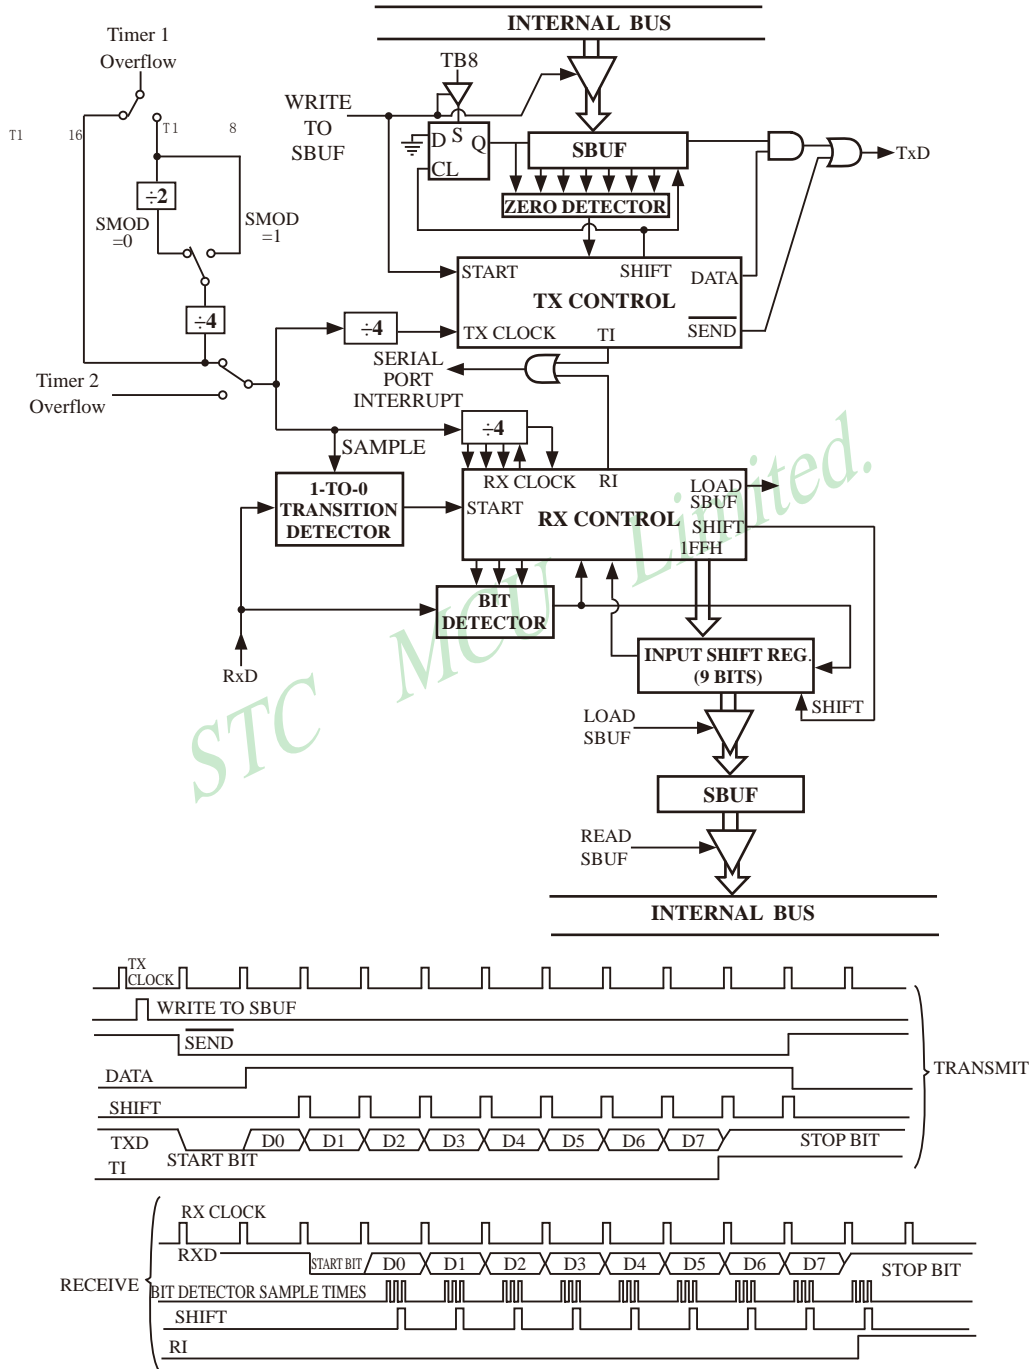 INTERNAL BUS
Timer 1
Overflow
TB8
WRITE
TO
SBUF
T1 16
T1 8
D S Q
CL
SBUF
TxD
÷2
ZERO DETECTOR
SMOD
=0
SMOD
=1
START
SHIFT
DATA
TX CONTROL
÷4
÷4
TX CLOCK
TI
SEND
SERIAL
PORT
INTERRUPT
Timer 2
Overflow
÷4
SAMPLE
1-TO-0
TRANSITION
DETECTOR
RX CLOCK
RI
LOAD
SBUF
START
RX CONTROL
SHIFT
1FFH
BIT
DETECTOR
RxD
INPUT SHIFT REG.
(9 BITS)
SHIFT
LOAD
SBUF
SBUF
READ
SBUF
INTERNAL BUS
STC MCU Limited.
TX
CLOCK
WRITE TO SBUF
SEND
DATA
TRANSMIT
SHIFT
TXD
START BIT
D0 D1 D2 D3 D4 D5 D6 D7
STOP BIT
TI
RX CLOCK
RXD
START BIT
D0 D1 D2 D3 D4 D5 D6 D7
STOP BIT
RECEIVE
BIT DETECTOR SAMPLE TIMES
SHIFT
RI